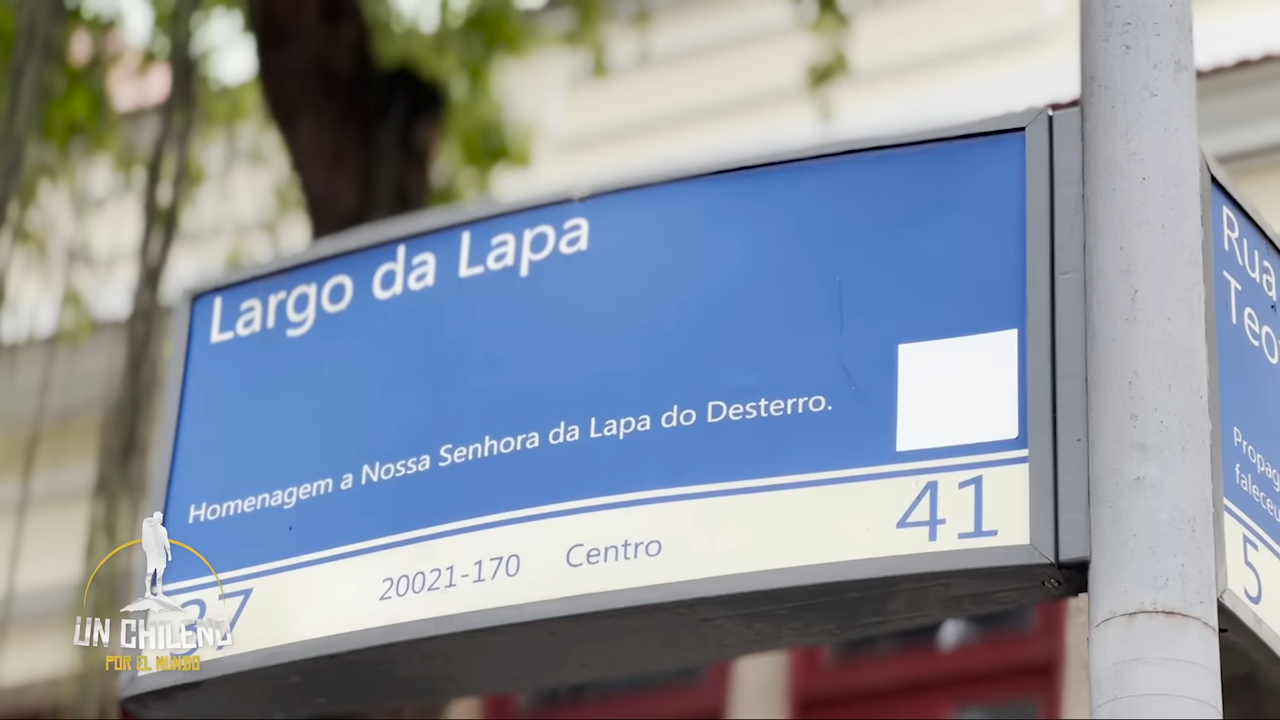 Largo da Lapa
Homenagem a Nossa Senhora da Lapa do Desterro.
37 20021-170 Centro 41
Rua
Teo
Propag
faleceu
5
UN CHILENO
POR EL MUNDO